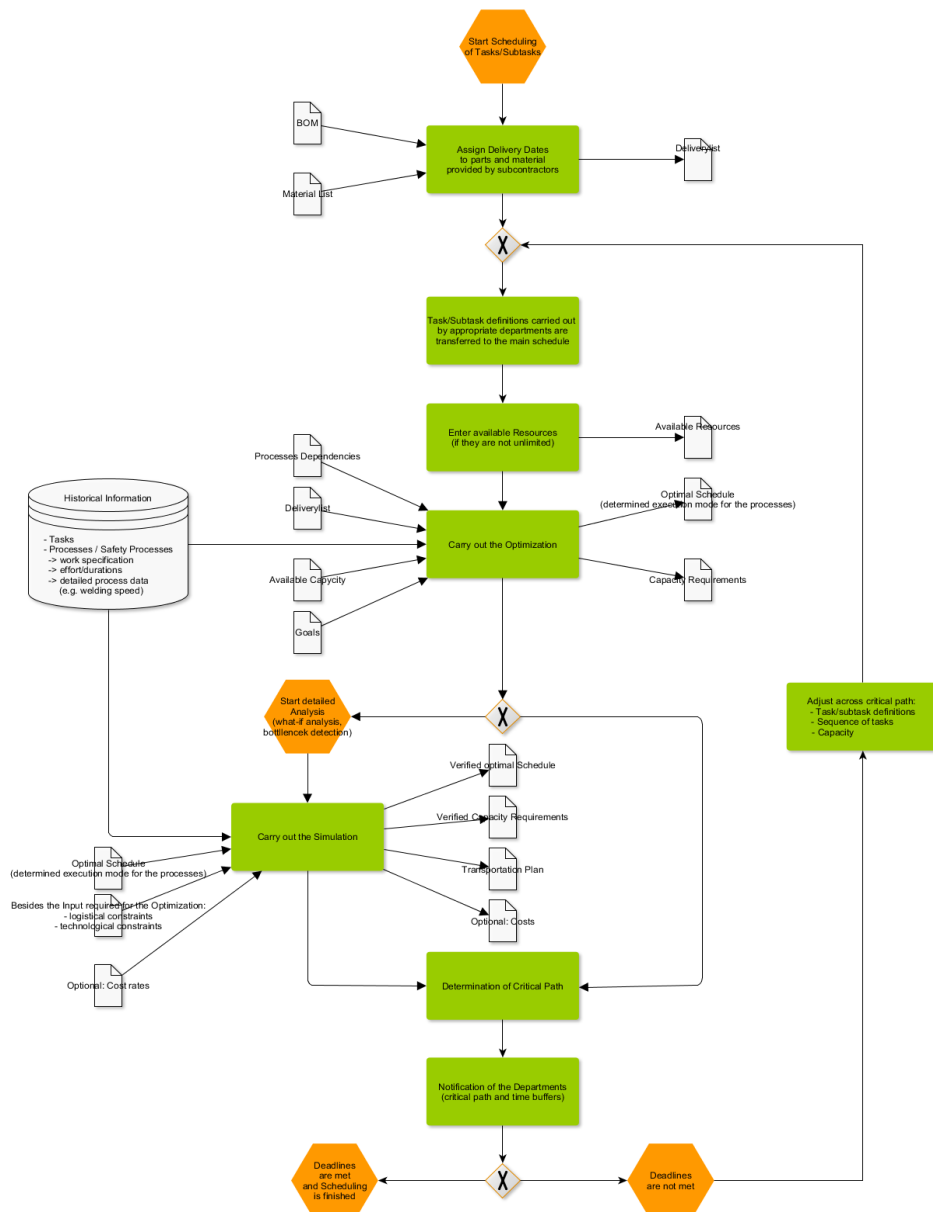 Start Scheduling
of Tasks/Subtasks
BOM
Material List
Assign Delivery Dates
to parts and material
provided by subcontractors
Deliverylist
X
Task/Subtask definitions carried out
by appropriate departments are
transferred to the main schedule
Enter available Resources
(if they are not unlimited)
Available Resources
Processes Dependencies
Deliverylist
Available Capycity
Goals
Historical Information
- Tasks
- Processes / Safety Processes
-> work specification
-> effort/durations
-> detailed process data
(e.g. welding speed)
Carry out the Optimization
Optimal Schedule
(determined execution mode for the processes)
Capacity Requirements
Adjust across critical path:
- Task/subtask definitions
- Sequence of tasks
- Capacity
X
Start detailed
Analysis
(what-if analysis,
bottilencek detection)
Verified optimal Schedule
Verified Capacity Requirements
Transportation Plan
Optional: Costs
Carry out the Simulation
Optimal Schedule
(determined execution mode for the processes)
Besides the Input required for the Optimization:
- logistical constraints
- technological constraints
Optional: Cost rates
Determination of Critical Path
Notification of the Departments
(critical path and time buffers)
Deadlines
are met
and Scheduling
is finished
X
Deadlines
are not met